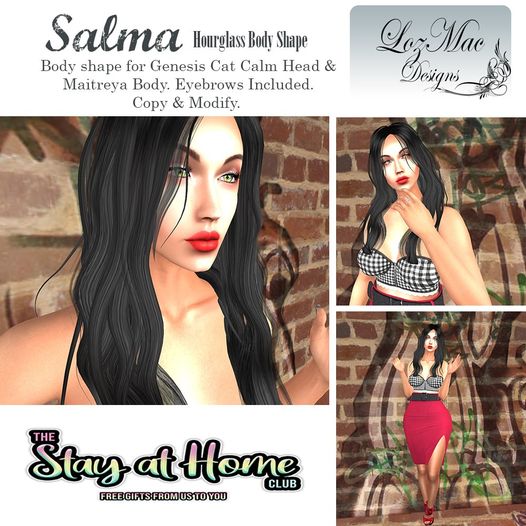 Salma Hourglass Body Shape
Body shape for Genesis Cat Calm Head &
Maitreya Body. Eyebrows Included.
Copy & Modify.
LozMac
Designs
THE
Stay at Home
CLUB
FREE GIFTS FROM US TO YOU